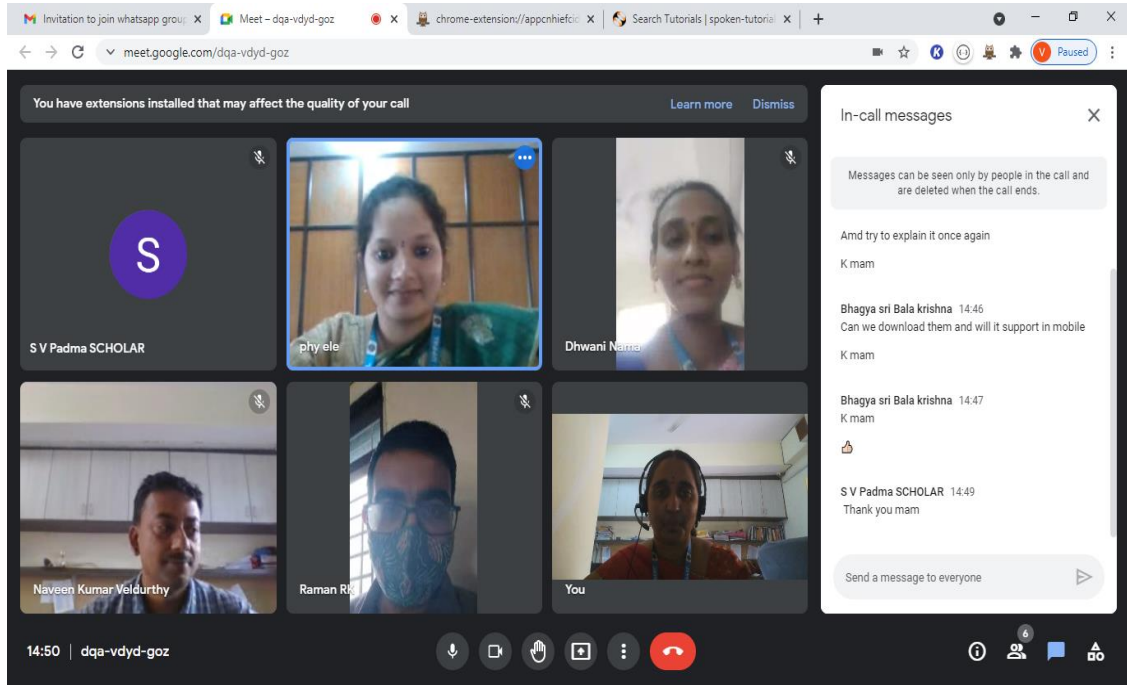 Invitation to join whatsapp group
Meet – dqa-vdyd-goz
chrome-extension://appcnhiefcid
Search Tutorials | spoken-tutorial
meet.google.com/dqa-vdyd-goz
K
V
Paused
You have extensions installed that may affect the quality of your call
Learn more
Dismiss
S
S V Padma SCHOLAR
phy ele
Dhwani Nama
Naveen Kumar Veldurthy
Raman RK
You
In-call messages
Messages can be seen only by people in the call and
are deleted when the call ends.
Amd try to explain it once again
K mam
Bhagya sri Bala krishna 14:46
Can we download them and will it support in mobile
K mam
Bhagya sri Bala krishna 14:47
K mam
S V Padma SCHOLAR 14:49
Thank you mam
Send a message to everyone
14:50 | dqa-vdyd-goz
6